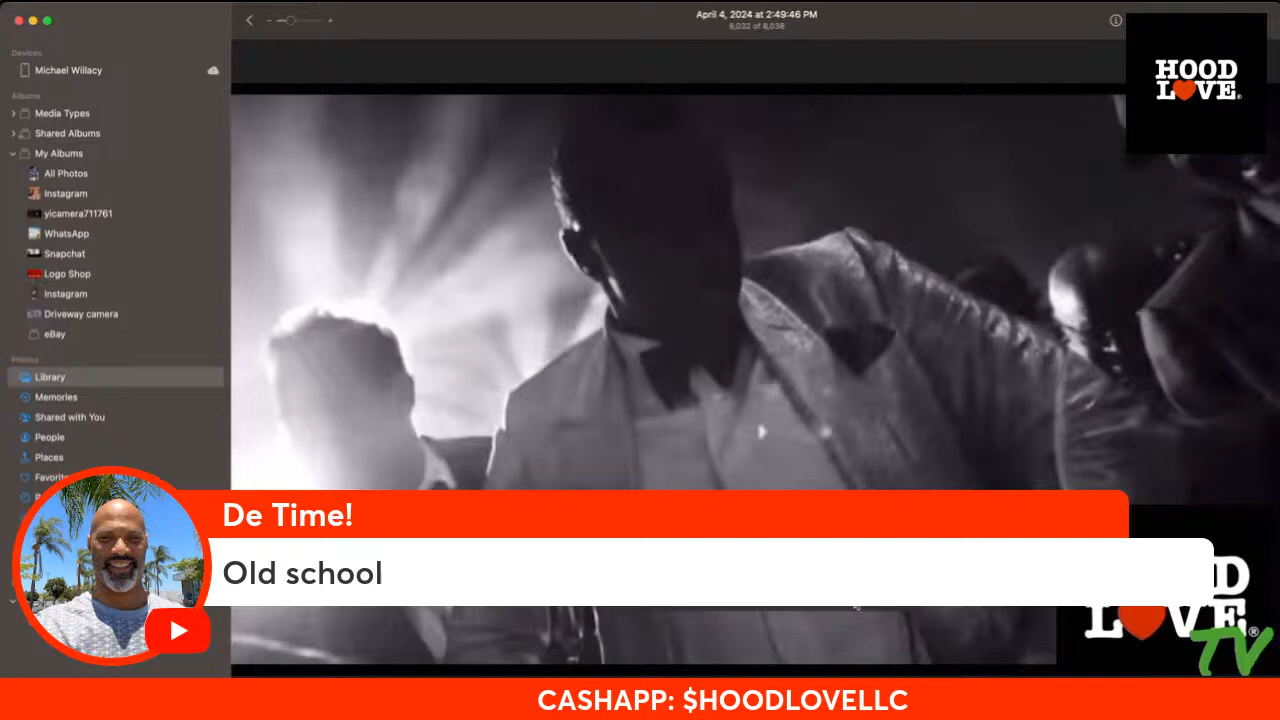 April 4, 2024 at 2:49:46 PM
8,032 of 8,038
Devices
Michael Willacy
Albums
Media Types
Shared Albums
My Albums
All Photos
Instagram
yicamera711761
WhatsApp
Snapchat
Logo Shop
Instagram
Driveway camera
eBay
Photos
Library
Memories
Shared with You
People
Places
Favorite
HOOD
LOVE®
De Time!
Old school
LOVE®
TV
CASHAPP: $HOODLOVELLC